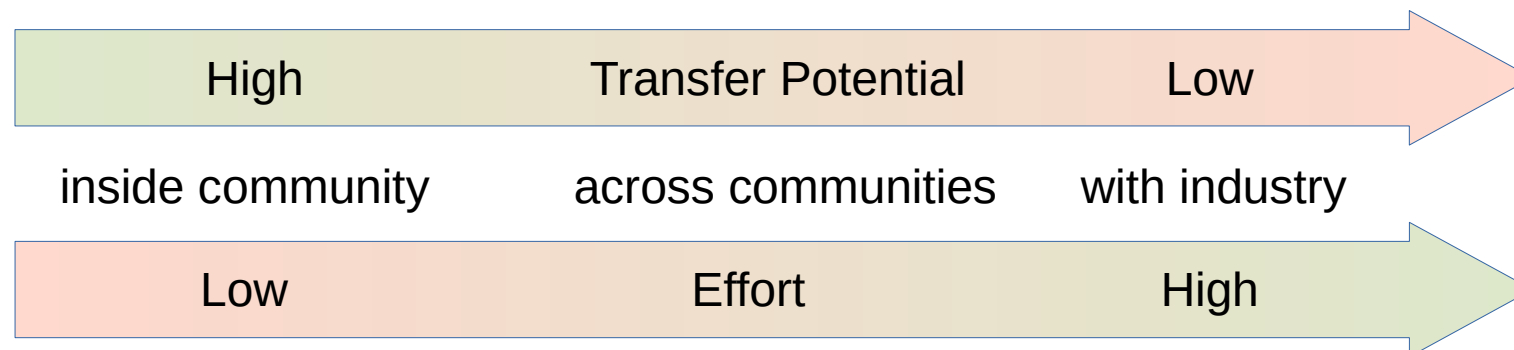 High Transfer Potential Low
inside community across communities with industry
Low Effort High